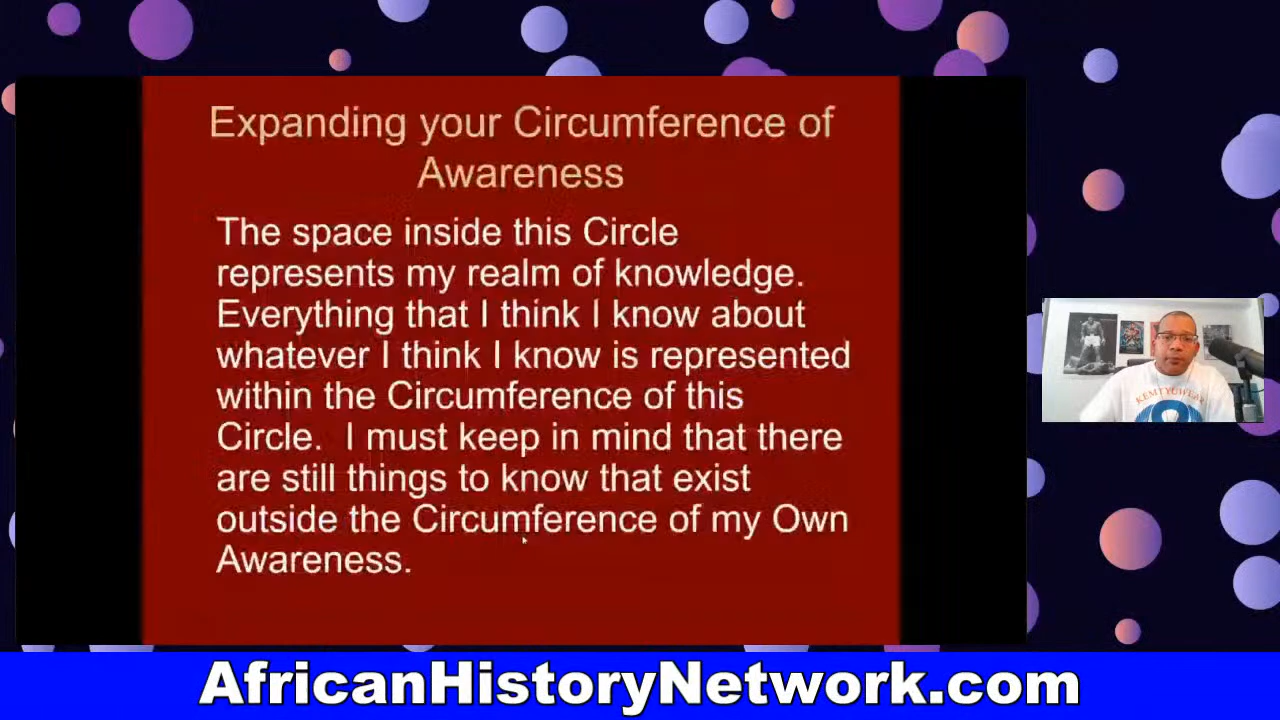 Expanding your Circumference of
Awareness
The space inside this Circle
represents my realm of knowledge.
Everything that I think I know about
whatever I think I know is represented
within the Circumference of this
Circle. I must keep in mind that there
are still things to know that exist
outside the Circumference of my Own
Awareness.
KEMTYUWEAR
AfricanHistoryNetwork.com